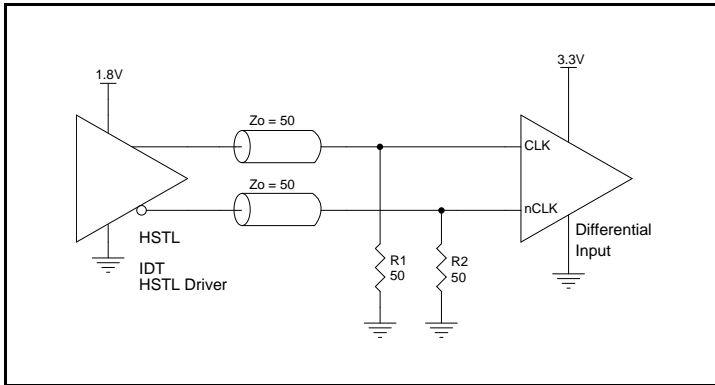 1.8V
3.3V
Zo = 50
CLK
Zo = 50
nCLK
HSTL
IDT
HSTL Driver
R1
50
R2
50
Differential
Input